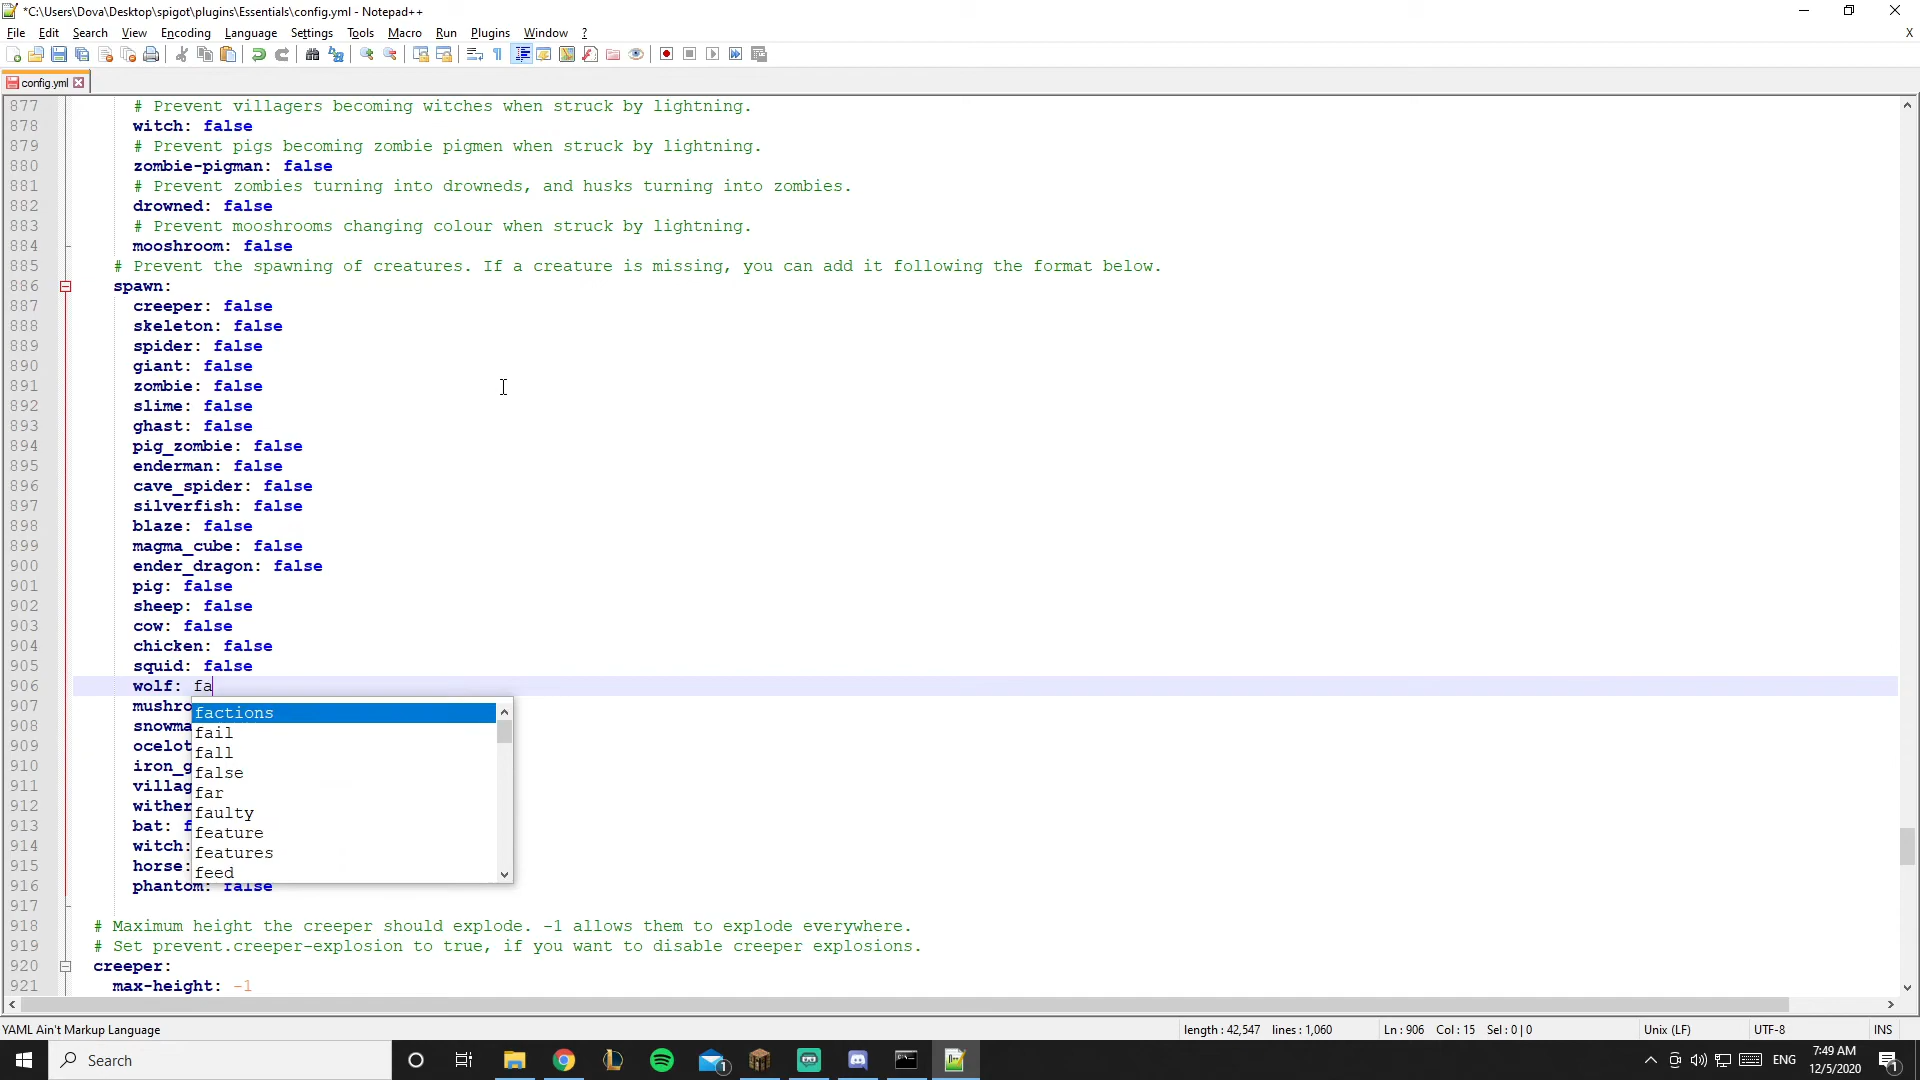 *C:\Users\Dova\Desktop\spigot\plugins\Essentials\config.yml - Notepad++
File Edit Search View Encoding Language Settings Tools Macro Run Plugins Window ? X
config.yml
877 # Prevent villagers becoming witches when struck by lightning.
878 witch: false
879 # Prevent pigs becoming zombie pigmen when struck by lightning.
880 zombie-pigman: false
881 # Prevent zombies turning into drowneds, and husks turning into zombies.
882 drowned: false
883 # Prevent mooshrooms changing colour when struck by lightning.
884 mooshroom: false
885 # Prevent the spawning of creatures. If a creature is missing, you can add it following the format below.
886 spawn:
887 creeper: false
888 skeleton: false
889 spider: false
890 giant: false
891 zombie: false
892 slime: false
893 ghast: false
894 pig_zombie: false
895 enderman: false
896 cave_spider: false
897 silverfish: false
898 blaze: false
899 magma_cube: false
900 ender_dragon: false
901 pig: false
902 sheep: false
903 cow: false
904 chicken: false
905 squid: false
906 wolf: fa
907 mushro
908 snowma
909 ocelot
910 iron_g
911 villag
912 wither
913 bat: f
914 witch:
915 horse:
916 phantom: false
factions
fail
fall
false
far
faulty
feature
features
feed
917
918 # Maximum height the creeper should explode. -1 allows them to explode everywhere.
919 # Set prevent.creeper-explosion to true, if you want to disable creeper explosions.
920 creeper:
921 max-height: -1
YAML Ain't Markup Language length : 42,547 lines : 1,060 Ln : 906 Col : 15 Sel : 0 | 0 Unix (LF) UTF-8 INS
Search ENG 7:49 AM
12/5/2020